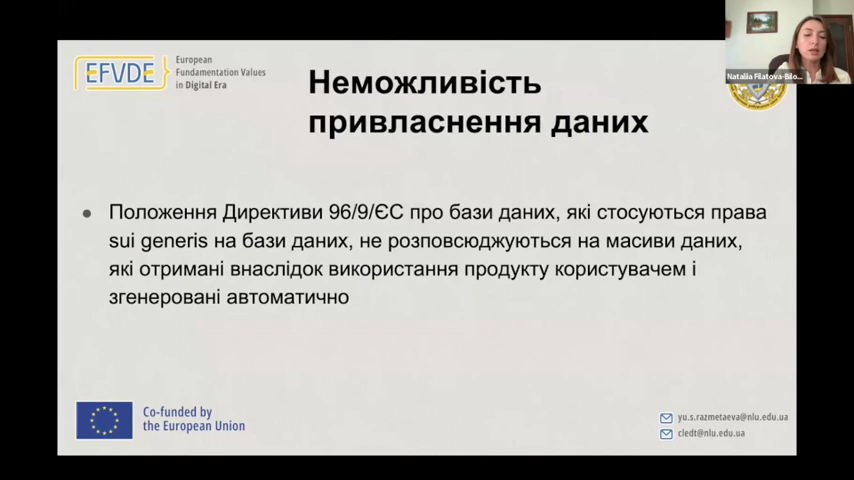 EFVDE
European
Fundamentation Values
in Digital Era
Неможливість
привласнення даних
Nataliia Filatova-Bilo...
● Положення Директиви 96/9/ЄС про бази даних, які стосуються права
sui generis на бази даних, не розповсюджуються на масиви даних,
які отримані внаслідок використання продукту користувачем і
згенеровані автоматично
Co-funded by
the European Union
yu.s.razmetaeva@nlu.edu.ua
cledt@nlu.edu.ua